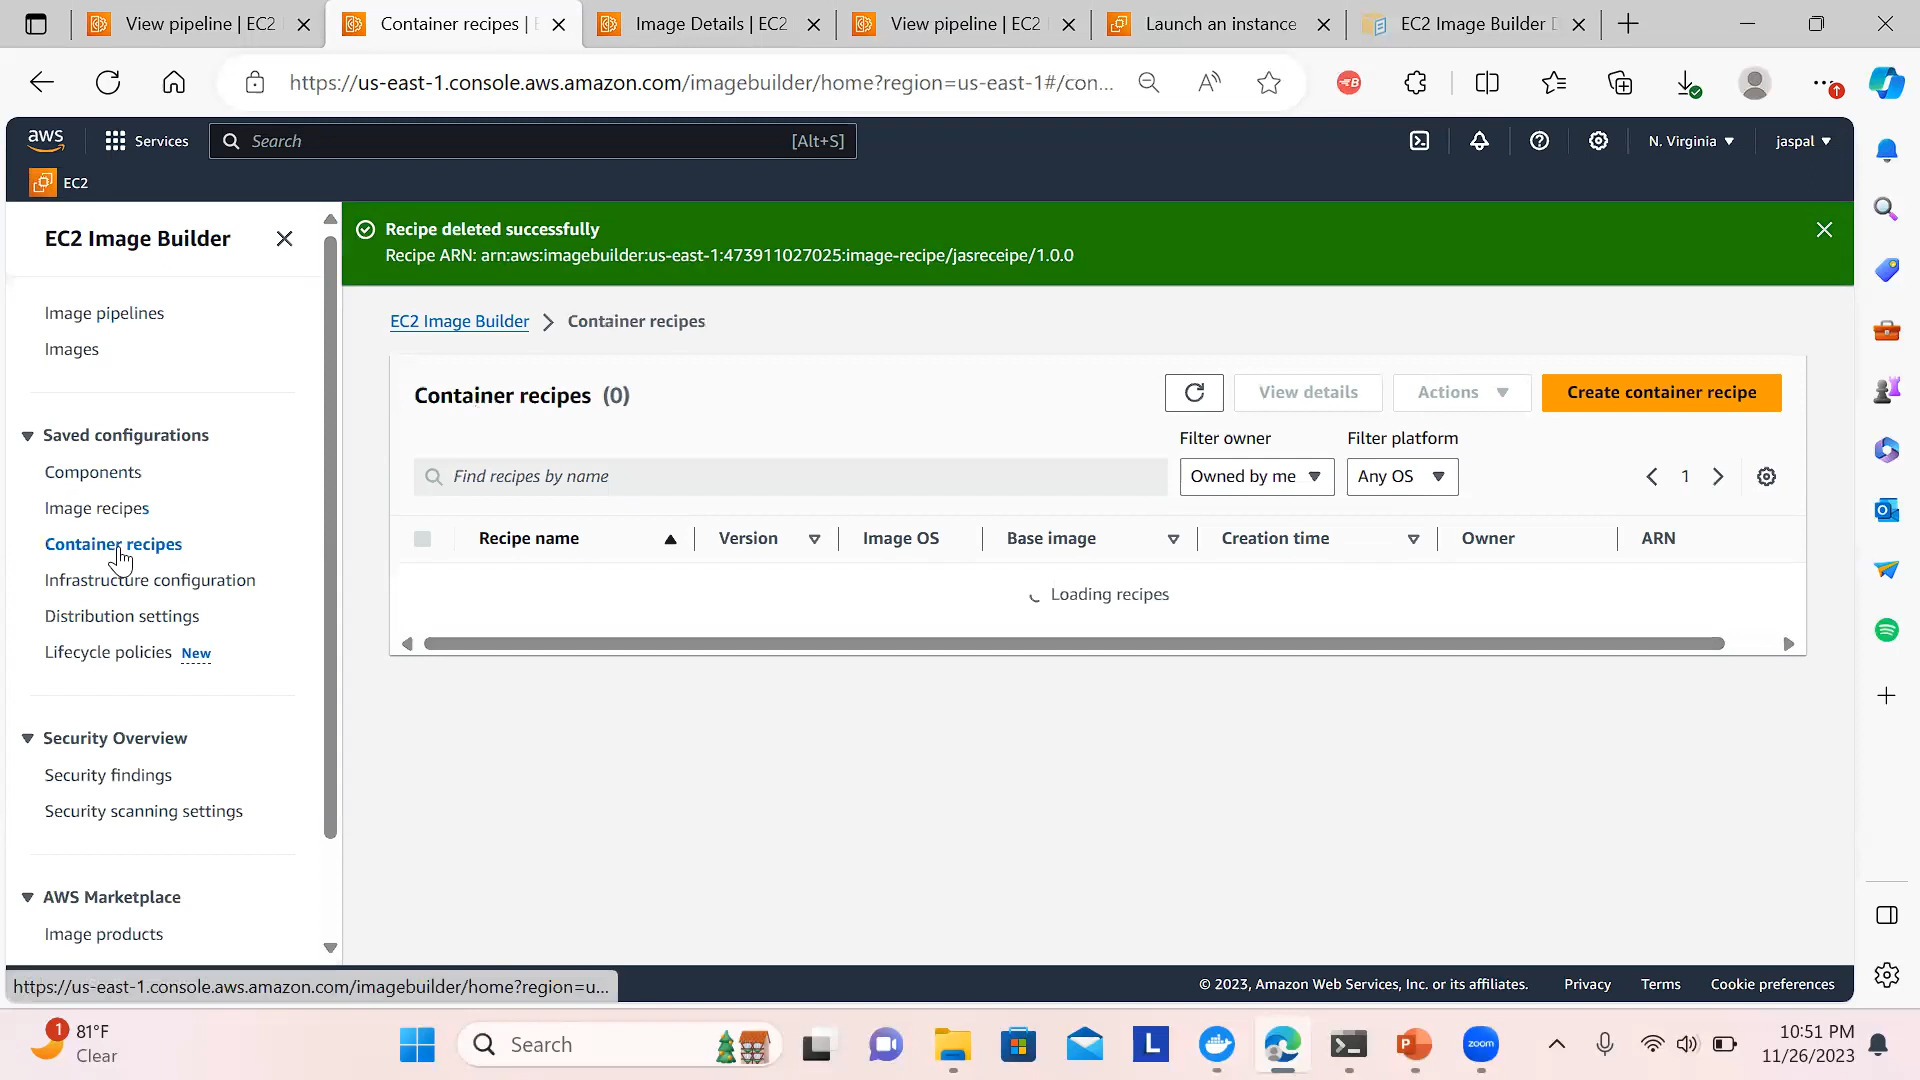 View pipeline | EC2
Container recipes |
Image Details | EC2
View pipeline | EC2
Launch an instance
EC2 Image Builder
https://us-east-1.console.aws.amazon.com/imagebuilder/home?region=us-east-1#/con...
aws
Services
Search
[Alt+S]
N. Virginia
jaspal
EC2
EC2 Image Builder
Image pipelines
Images
Saved configurations
Components
Image recipes
Container recipes
Infrastructure configuration
Distribution settings
Lifecycle policies New
Security Overview
Security findings
Security scanning settings
AWS Marketplace
Image products
Recipe deleted successfully
Recipe ARN: arn:aws:imagebuilder:us-east-1:473911027025:image-recipe/jasreceipe/1.0.0
EC2 Image Builder > Container recipes
Container recipes (0)
View details
Actions
Create container recipe
Filter owner
Filter platform
Find recipes by name
Owned by me
Any OS
1
Recipe name
Version
Image OS
Base image
Creation time
Owner
ARN
Loading recipes
https://us-east-1.console.aws.amazon.com/imagebuilder/home?region=u...
© 2023, Amazon Web Services, Inc. or its affiliates.
Privacy
Terms
Cookie preferences
1
81°F
Clear
Search
L
zoom
10:51 PM
11/26/2023